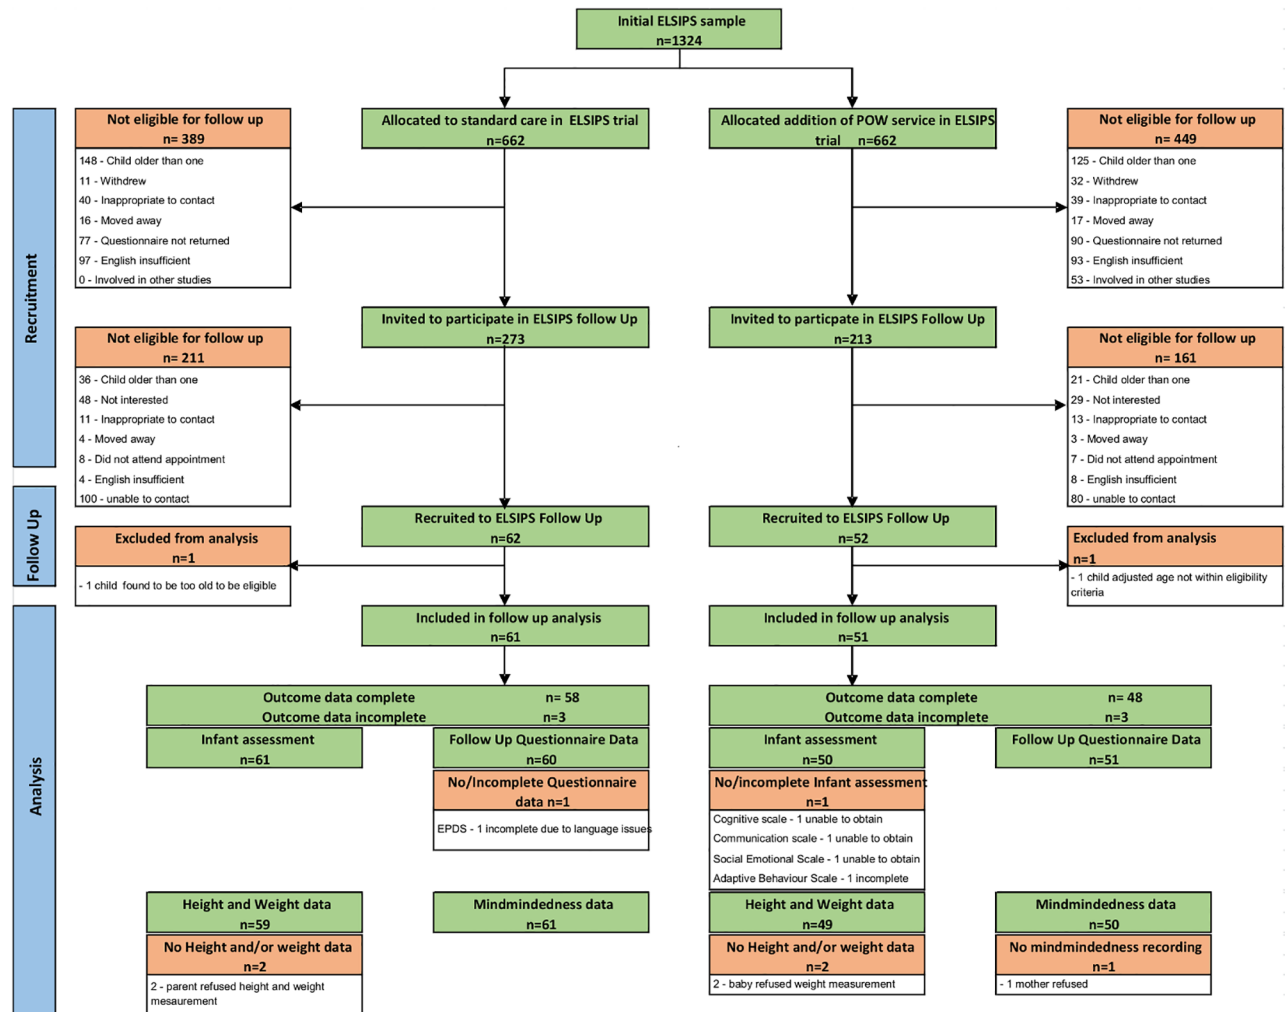 Initial ELSIPS sample
n=1324
Recruitment
Not eligible for follow up
n= 389
148 - Child older than one
11 - Withdrew
40 - Inappropriate to contact
16 - Moved away
77 - Questionnaire not returned
97 - English insufficient
0 - Involved in other studies
Allocated to standard care in ELSIPS trial
n=662
Allocated addition of POW service in ELSIPS
trial n=662
Not eligible for follow up
n= 449
125 - Child older than one
32 - Withdrew
39 - Inappropriate to contact
17 - Moved away
90 - Questionnaire not returned
93 - English insufficient
53 - Involved in other studies
Invited to participate in ELSIPS follow Up
n=273
Invited to partcpate in ELSIPS Follow Up
n=213
Not eligible for follow up
n= 211
36 - Child older than one
48 - Not interested
11 - Inappropriate to contact
4 - Moved away
8 - Did not attend appointment
4 - English insufficient
100 - unable to contact
Not eligible for follow up
n= 161
21 - Child older than one
29 - Not interested
13 - Inappropriate to contact
3 - Moved away
7 - Did not attend appointment
8 - English insufficient
80 - unable to contact
Follow Up
Recruited to ELSIPS Follow Up
n=62
Recruited to ELSIPS Follow Up
n=52
Excluded from analysis
n=1
- 1 child found to be too old to be eligible
Excluded from analysis
n=1
- 1 child adjusted age not within eligibility
criteria
Analysis
Included in follow up analysis
n=61
Included in follow up analysis
n=51
Outcome data complete n= 58
Outcome data incomplete n=3
Outcome data complete n= 48
Outcome data incomplete n=3
Infant assessment
n=61
Follow Up Questionnaire Data
n=60
No/Incomplete Questionnaire
data n=1
EPDS - 1 incomplete due to language issues
Infant assessment
n=50
No/incomplete Infant assessment
n=1
Cognitive scale - 1 unable to obtain
Communication scale - 1 unable to obtain
Social Emotional Scale - 1 unable to obtain
Adaptive Behaviour Scale - 1 incomplete
Follow Up Questionnaire Data
n=51
Height and Weight data
n=59
No Height and/or weight data
n=2
2 - parent refused height and weight
mesaurement
Mindmindedness data
n=61
Height and Weight data
n=49
No Height and/or weight data
n=2
2 - baby refused weight measurement
Mindmindedness data
n=50
No mindmindedness recording
n=1
- 1 mother refused